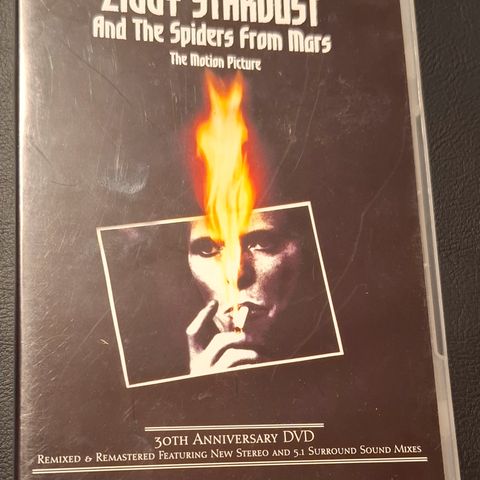 ZIGGY STARDUST
And The Spiders From Mars
The Motion Picture
30TH ANNIVERSARY DVD
REMIXED & REMASTERED FEATURING NEW STEREO AND 5.1 SURROUND SOUND MIXES